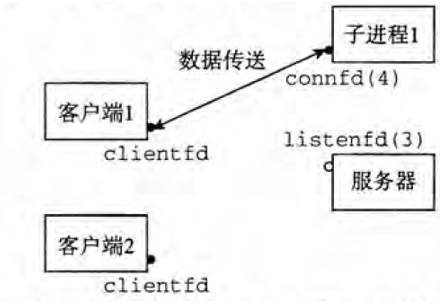 子进程1
数据传送
connfd(4)
客户端1
clientfd
listenfd(3)
服务器
客户端2
clientfd